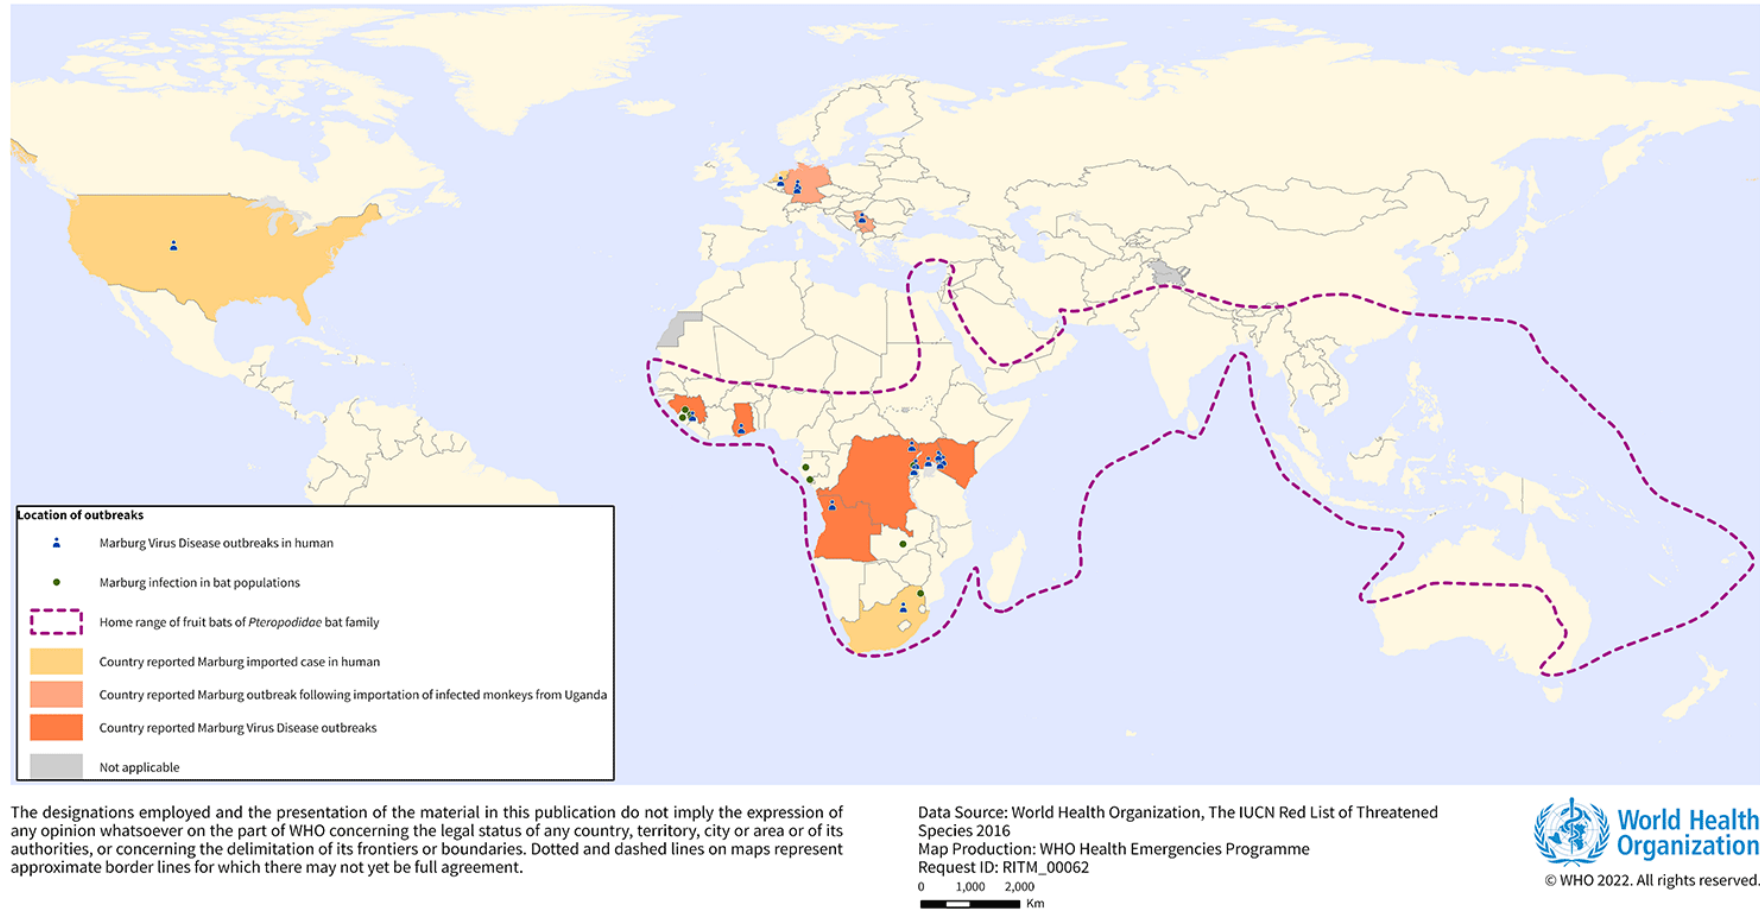 Location of outbreaks
Marburg Virus Disease outbreaks in human
Marburg infection in bat populations
Home range of fruit bats of Pteropodidae bat family
Country reported Marburg imported case in human
Country reported Marburg outbreak following importation of infected monkeys from Uganda
Country reported Marburg Virus Disease outbreaks
Not applicable
The designations employed and the presentation of the material in this publication do not imply the expression of
any opinion whatsoever on the part of WHO concerning the legal status of any country, territory, city or area or of its
authorities, or concerning the delimitation of its frontiers or boundaries. Dotted and dashed lines on maps represent
approximate border lines for which there may not yet be full agreement.
Data Source: World Health Organization, The IUCN Red List of Threatened
Species 2016
Map Production: WHO Health Emergencies Programme
Request ID: RITM_00062
0 1,000 2,000
Km
World Health
Organization
© WHO 2022. All rights reserved.